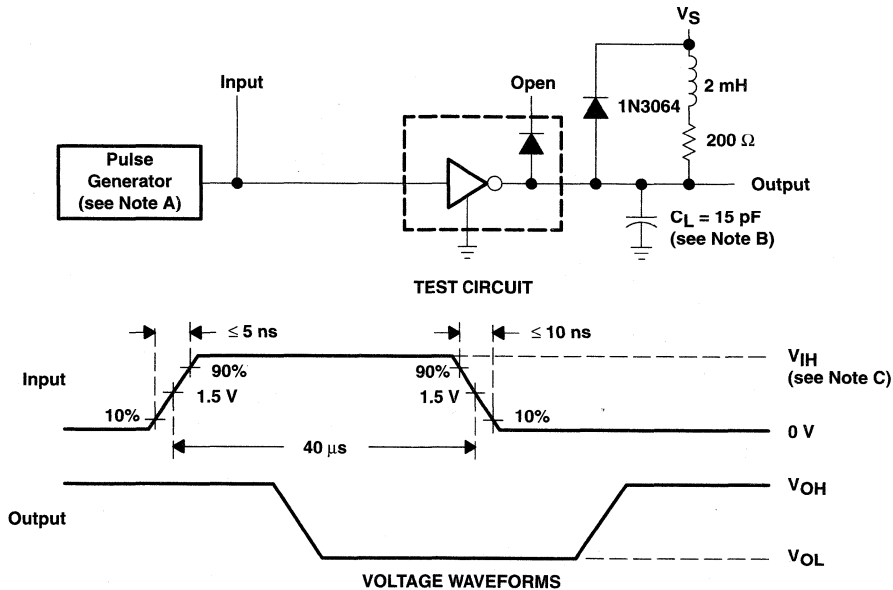 VS
Input
Open
2 mH
1N3064
200 Ω
Pulse
Generator
(see Note A)
Output
CL = 15 pF
(see Note B)
TEST CIRCUIT
≤ 5 ns
≤ 10 ns
VIH
(see Note C)
90%
90%
Input
1.5 V
1.5 V
10%
10%
0 V
40 μs
VOH
Output
VOL
VOLTAGE WAVEFORMS